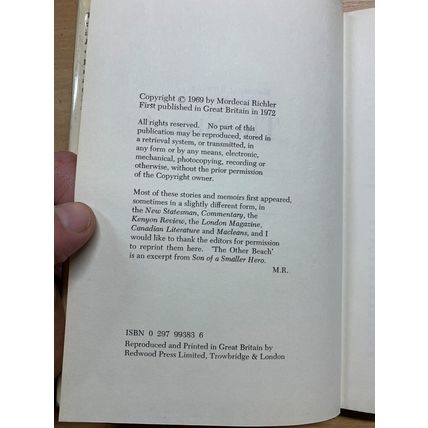 Copyright © 1969 by Mordecai Richler
First published in Great Britain in 1972
All rights reserved. No part of this
publication may be reproduced, stored in
a retrieval system, or transmitted, in
any form or by any means, electronic,
mechanical, photocopying, recording or
otherwise, without the prior permission
of the Copyright owner.
Most of these stories and memoirs first appeared,
sometimes in a slightly different form, in
the New Statesman, Commentary, the
Kenyon Review, the London Magazine,
Canadian Literature and Macleans, and I
would like to thank the editors for permission
to reprint them here. 'The Other Beach'
is an excerpt from Son of a Smaller Hero.
M.R.
ISBN 0 297 99383 6
Reproduced and Printed in Great Britain by
Redwood Press Limited, Trowbridge & London